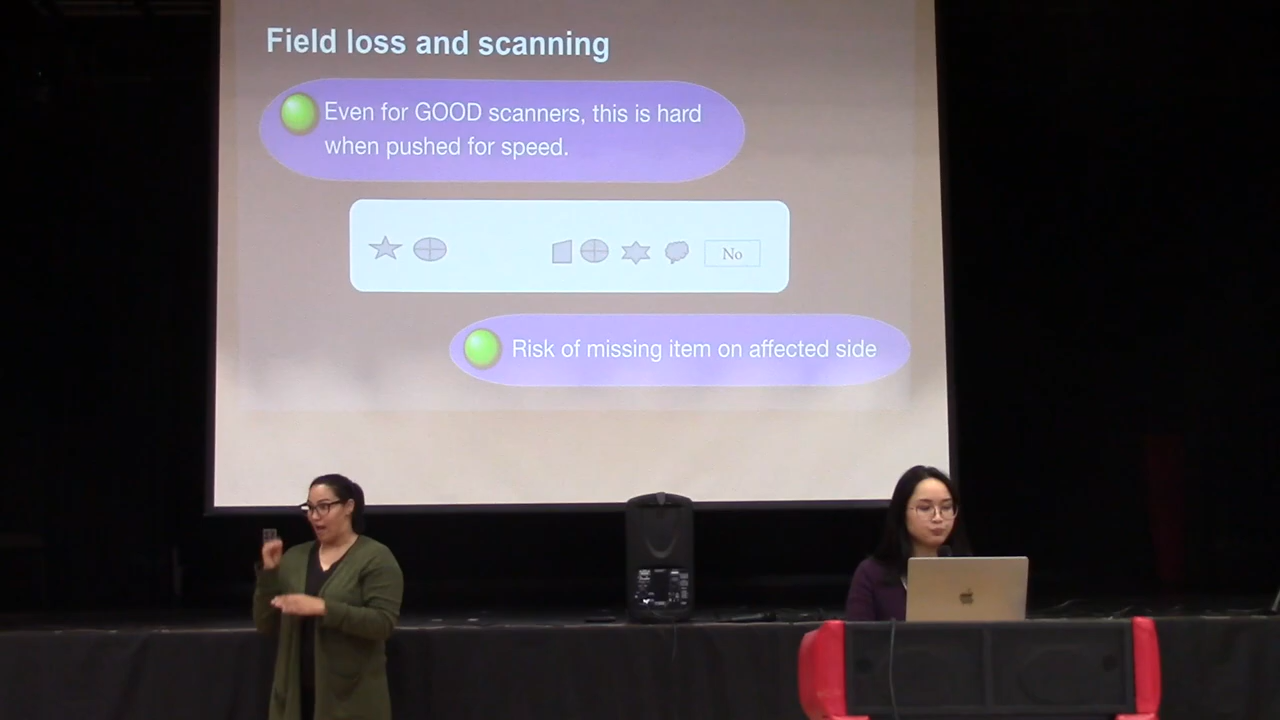 Field loss and scanning
Even for GOOD scanners, this is hard
when pushed for speed.
No
Risk of missing item on affected side